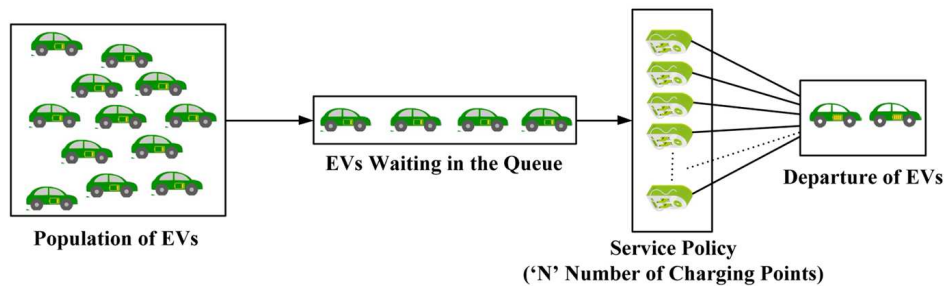 Population of EVs
EVs Waiting in the Queue
Service Policy
(‘N’ Number of Charging Points)
Departure of EVs